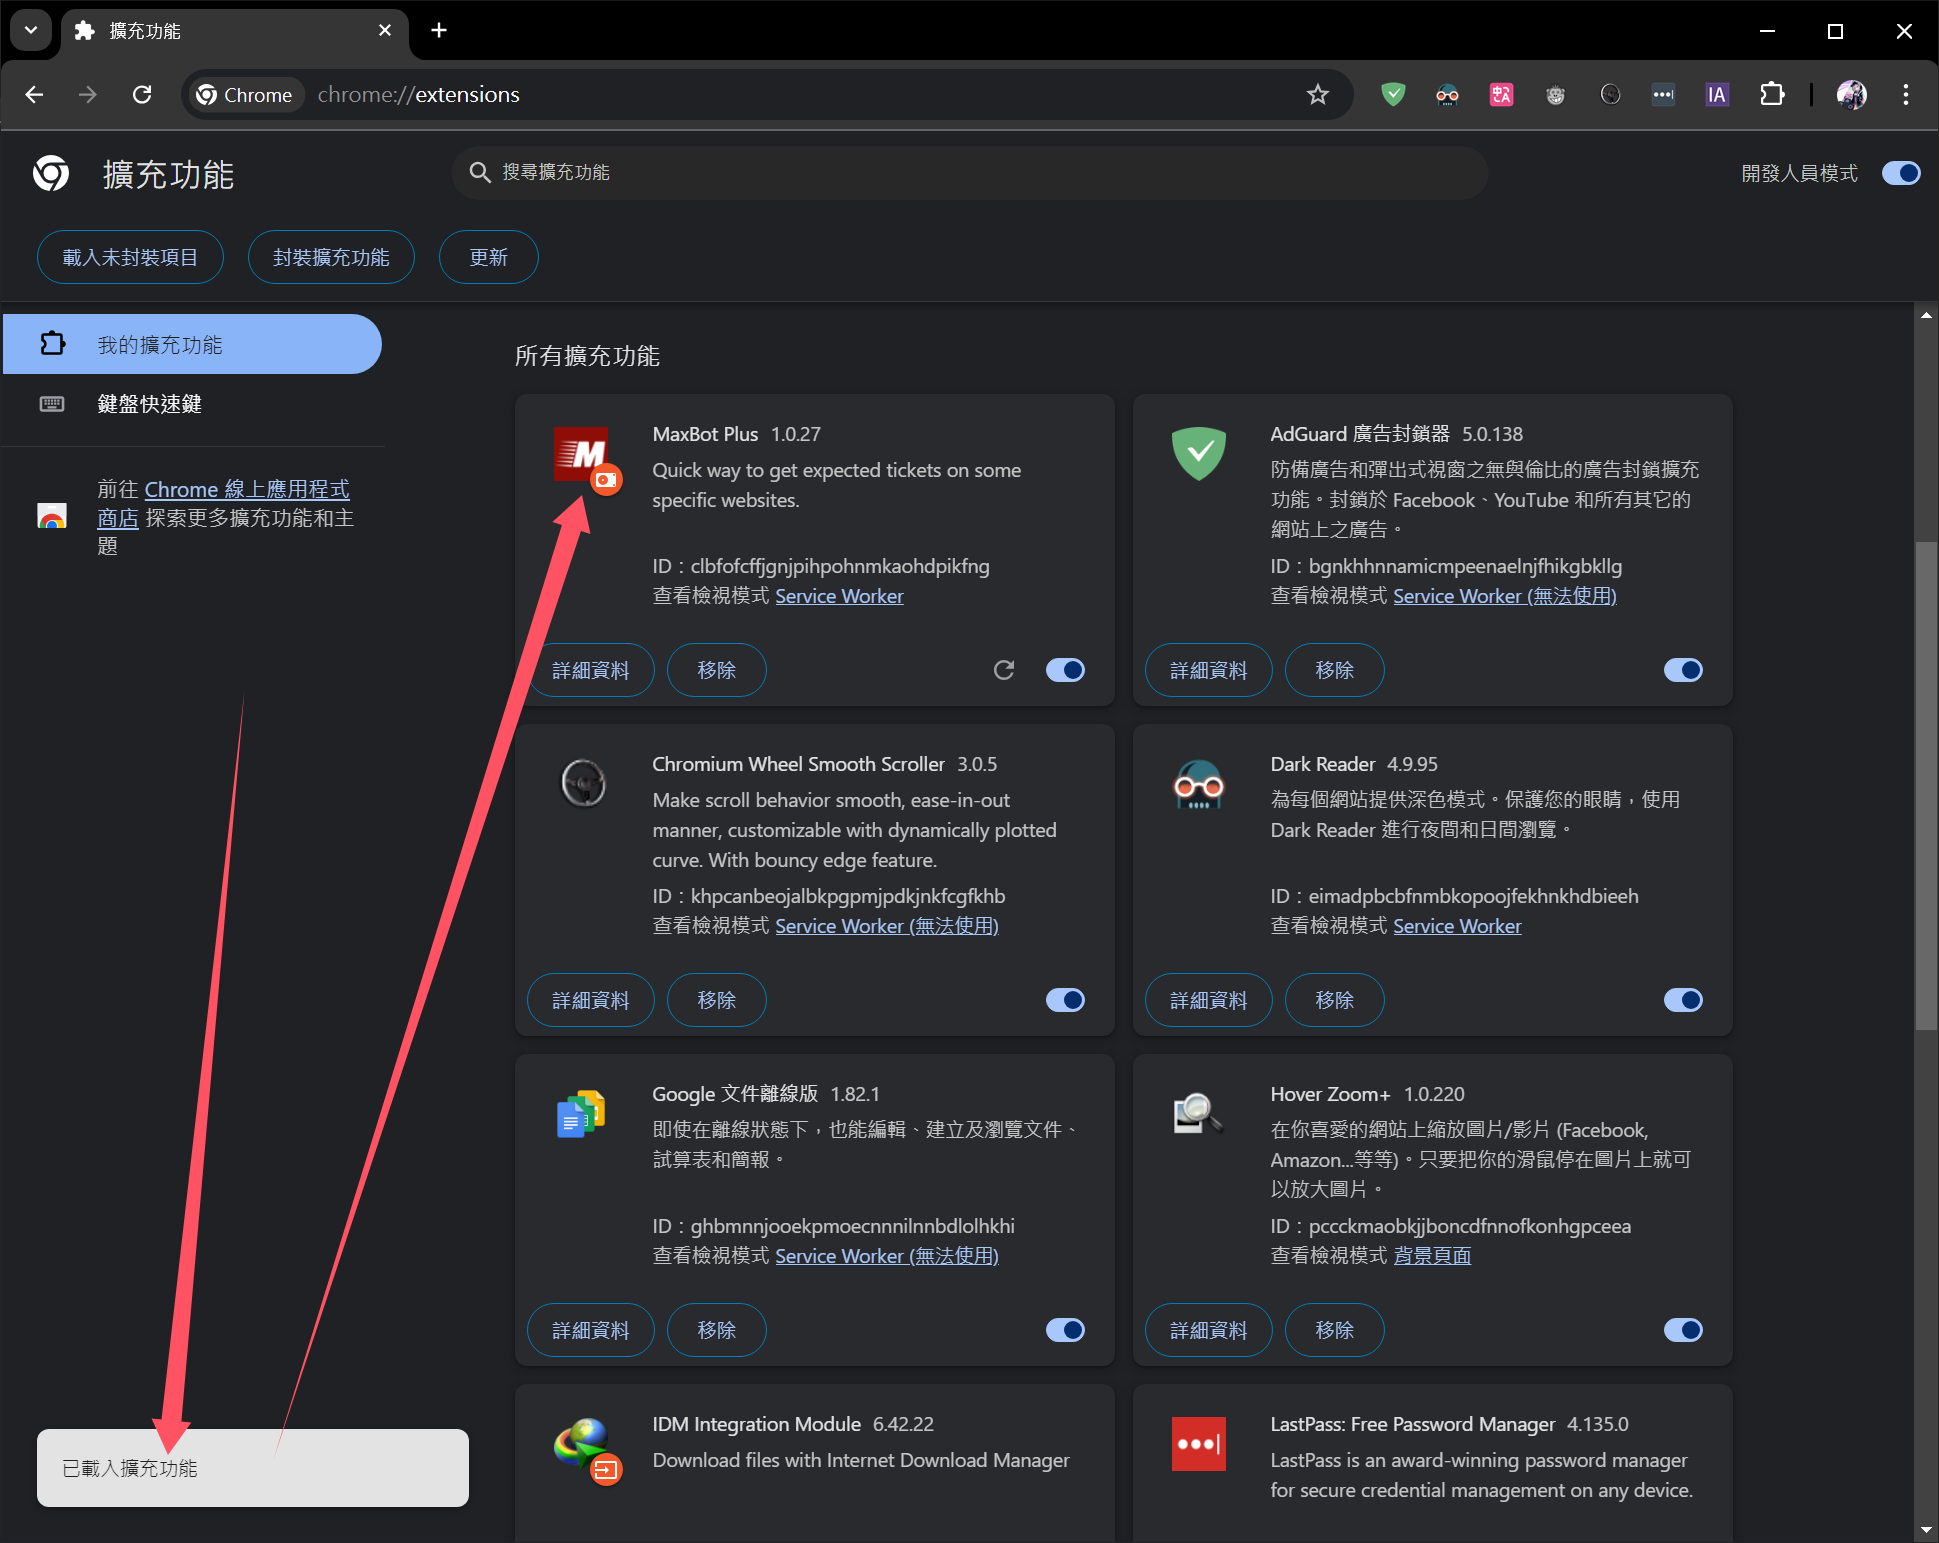 擴充功能
Chrome
chrome://extensions
中A
IA
擴充功能
搜尋擴充功能
開發人員模式
載入未封裝項目
封裝擴充功能
更新
我的擴充功能
鍵盤快速鍵
前往 Chrome 線上應用程式
商店 探索更多擴充功能和主
題
所有擴充功能
M
MaxBot Plus 1.0.27
Quick way to get expected tickets on some
specific websites.
ID：clbfofcffjgnjpihpohnmkaohdpikfng
查看檢視模式 Service Worker
詳細資料
移除
AdGuard 廣告封鎖器 5.0.138
防備廣告和彈出式視窗之無與倫比的廣告封鎖擴充
功能。封鎖於 Facebook、YouTube 和所有其它的
網站上之廣告。
ID：bgnkhhnnamicmpeenaelnjfhikgbkllg
查看檢視模式 Service Worker (無法使用)
詳細資料
移除
Chromium Wheel Smooth Scroller 3.0.5
Make scroll behavior smooth, ease-in-out
manner, customizable with dynamically plotted
curve. With bouncy edge feature.
ID：khpcanbeojalbkpgpmjpdkjnkfcgfkhb
查看檢視模式 Service Worker (無法使用)
詳細資料
移除
Dark Reader 4.9.95
為每個網站提供深色模式。保護您的眼睛，使用
Dark Reader 進行夜間和日間瀏覽。
ID：eimadpbcbfnmbkopoojfekhnkhdbieeh
查看檢視模式 Service Worker
詳細資料
移除
Google 文件離線版 1.82.1
即使在離線狀態下，也能編輯、建立及瀏覽文件、
試算表和簡報。
ID：ghbmnnjooekpmoecnnnilnnbdlolhkhi
查看檢視模式 Service Worker (無法使用)
詳細資料
移除
Hover Zoom+ 1.0.220
在你喜愛的網站上縮放圖片/影片 (Facebook,
Amazon...等等)。只要把你的滑鼠停在圖片上就可
以放大圖片。
ID：pccckmaobkjjboncdfnnofkonhgpceea
查看檢視模式 背景頁面
詳細資料
移除
IDM Integration Module 6.42.22
Download files with Internet Download Manager
LastPass: Free Password Manager 4.135.0
LastPass is an award-winning password manager
for secure credential management on any device.
已載入擴充功能